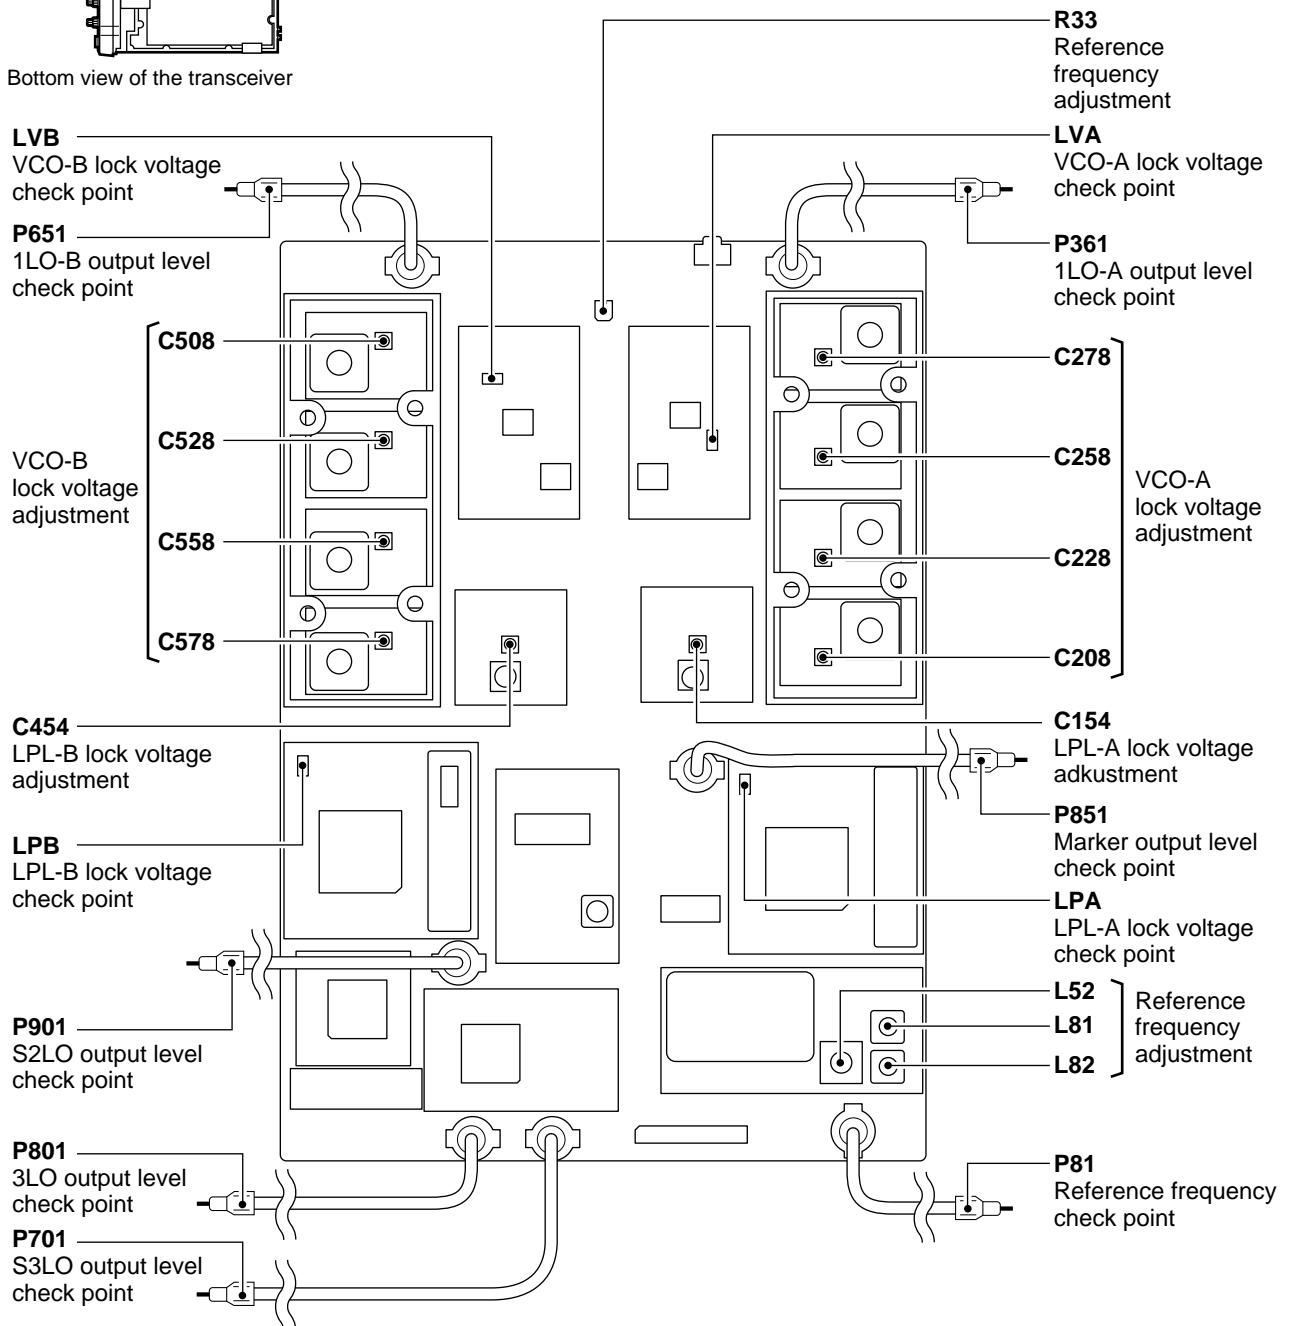 Bottom view of the transceiver
LVB
VCO-B lock voltage
check point
P651
1LO-B output level
check point
C508
C528
VCO-B
lock voltage
adjustment
C558
C578
C454
LPL-B lock voltage
adjustment
LPB
LPL-B lock voltage
check point
P901
S2LO output level
check point
P801
3LO output level
check point
P701
S3LO output level
check point
R33
Reference
frequency
adjustment
LVA
VCO-A lock voltage
check point
P361
1LO-A output level
check point
C278
C258
VCO-A
lock voltage
adjustment
C228
C208
C154
LPL-A lock voltage
adkustment
P851
Marker output level
check point
LPA
LPL-A lock voltage
check point
L52
L81
L82
Reference
frequency
adjustment
P81
Reference frequency
check point